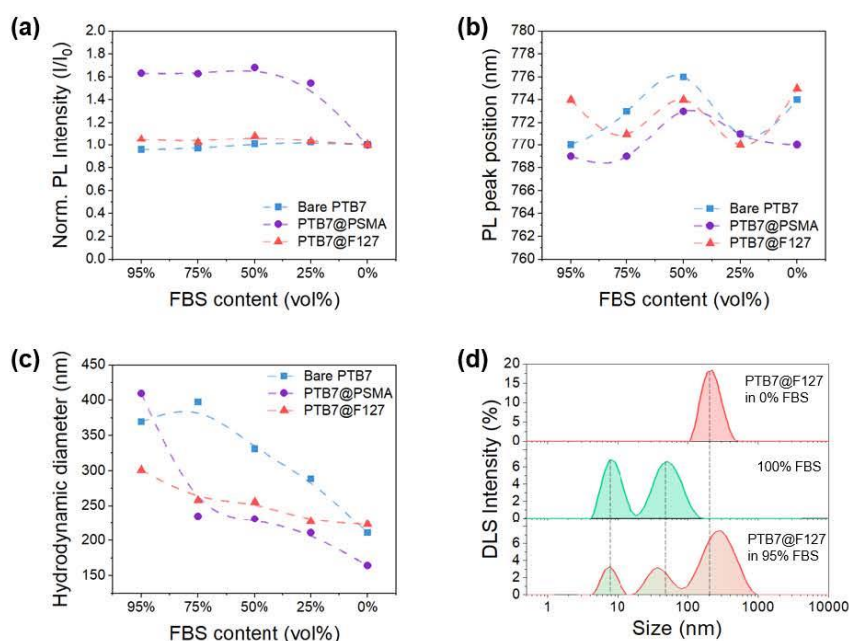 (a)
Norm. PL Intensity (I/I0)
2.0
1.8
1.6
1.4
1.2
1.0
0.8
0.6
0.4
0.2
0.0
Bare PTB7
PTB7@PSMA
PTB7@F127
95% 75% 50% 25% 0%
FBS content (vol%)
(b)
PL peak position (nm)
780
778
776
774
772
770
768
766
764
762
760
Bare PTB7
PTB7@PSMA
PTB7@F127
95% 75% 50% 25% 0%
FBS content (vol%)
(c)
Hydrodynamic diameter (nm)
450
400
350
300
250
200
150
Bare PTB7
PTB7@PSMA
PTB7@F127
95% 75% 50% 25% 0%
FBS content (vol%)
(d)
DLS Intensity (%)
20
15
10
5
0
PTB7@F127
in 0% FBS
6
4
2
0
100% FBS
6
4
2
0
PTB7@F127
in 95% FBS
1 10 100 1000 10000
Size (nm)